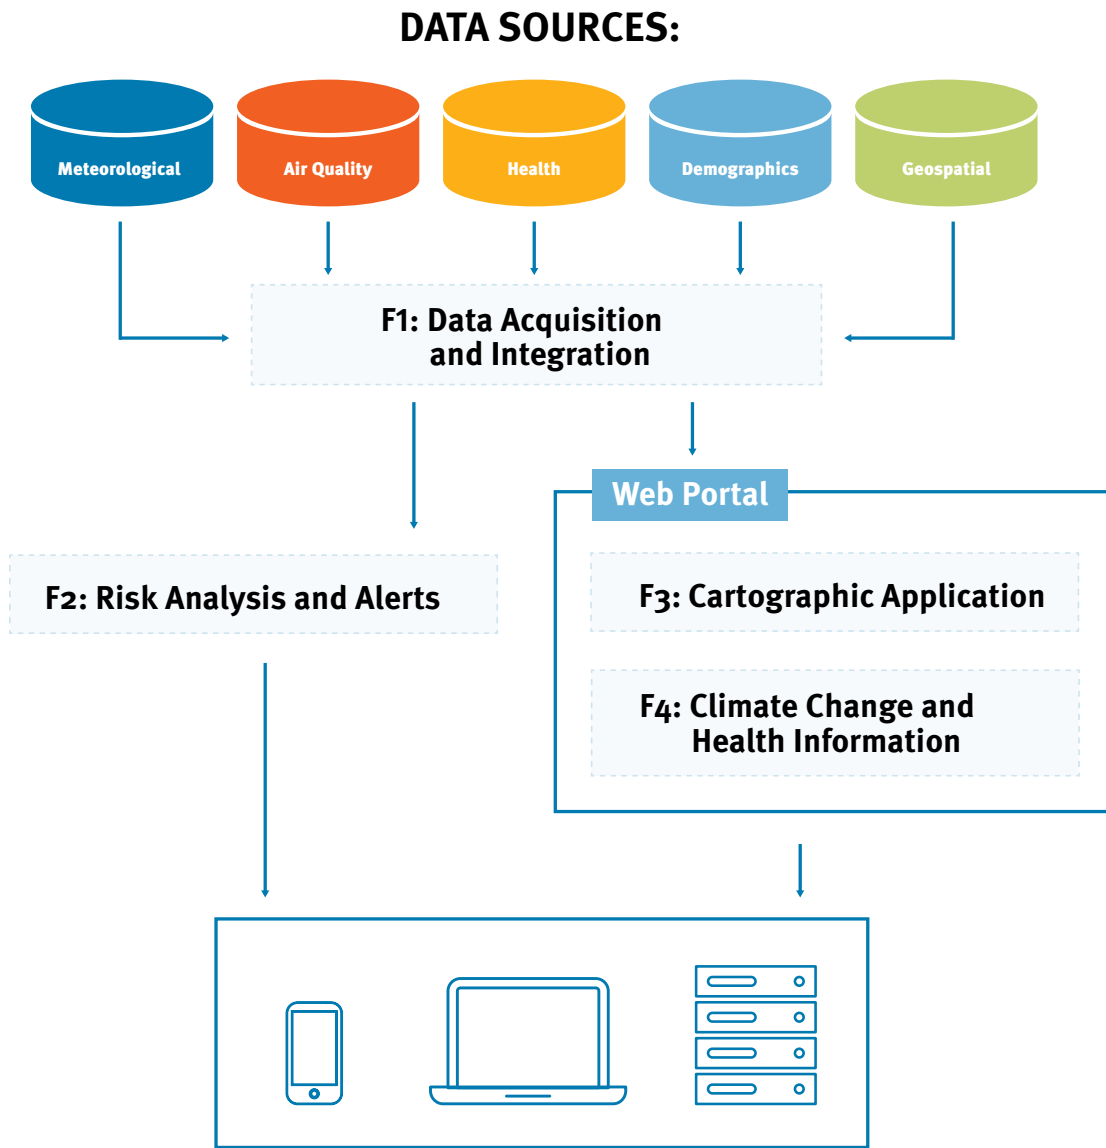 DATA SOURCES:
Meteorological
Air Quality
Health
Demographics
Geospatial
F1: Data Acquisition
and Integration
Web Portal
F2: Risk Analysis and Alerts
F3: Cartographic Application
F4: Climate Change and
Health Information